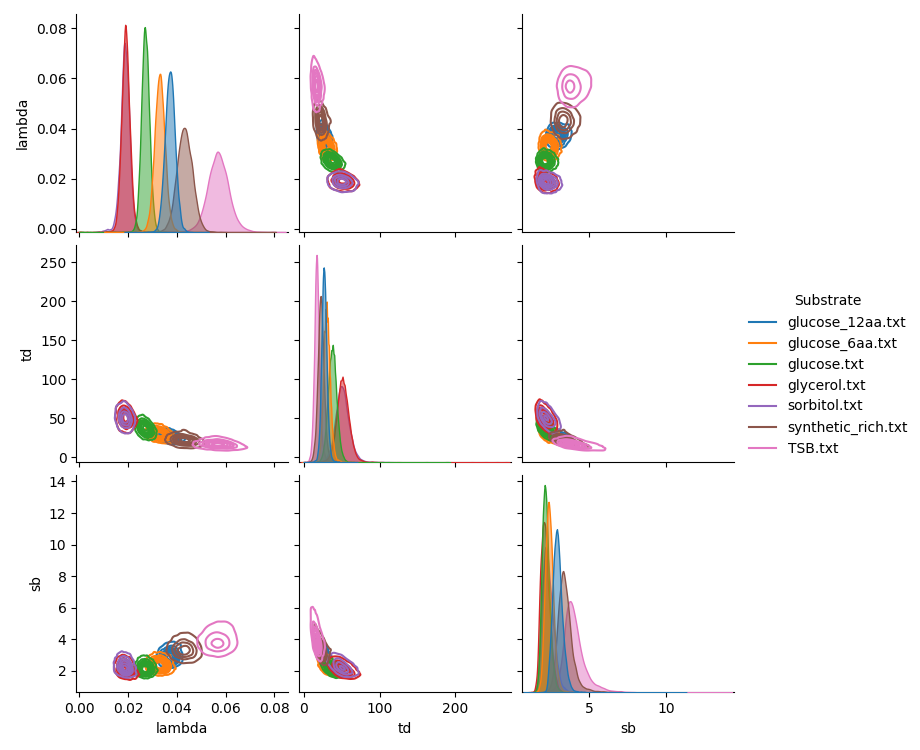 0.08
0.06
0.04
0.02
0.00
lambda
250
200
150
100
50
0
td
Substrate
glucose_12aa.txt
glucose_6aa.txt
glucose.txt
glycerol.txt
sorbitol.txt
synthetic_rich.txt
TSB.txt
14
12
10
8
6
4
2
sb
0.00 0.02 0.04 0.06 0.08
0 100 200
5 10
lambda
td
sb